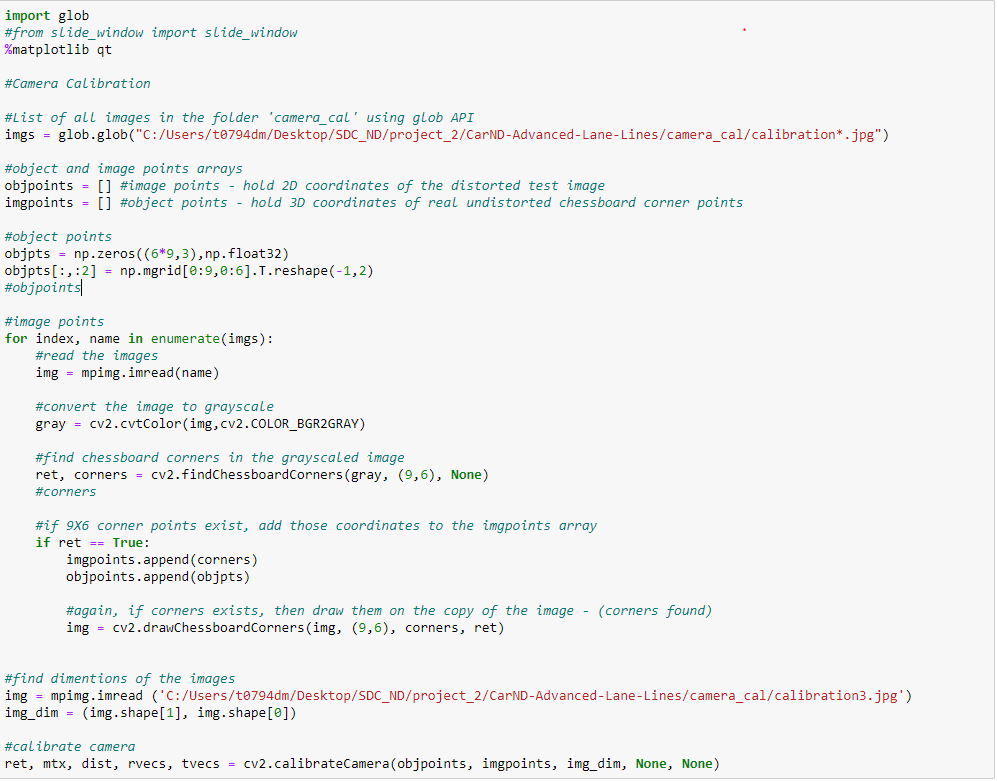 import glob
#from slide_window import slide_window
%matplotlib qt
#Camera Calibration
#List of all images in the folder 'camera_cal' using glob API
imgs = glob.glob("C:/Users/t0794dm/Desktop/SDC_ND/project_2/CarND-Advanced-Lane-Lines/camera_cal/calibration*.jpg")
#object and image points arrays
objpoints = [] #image points - hold 2D coordinates of the distorted test image
imgpoints = [] #object points - hold 3D coordinates of real undistorted chessboard corner points
#object points
objpts = np.zeros((6*9,3),np.float32)
objpts[:,:2] = np.mgrid[0:9,0:6].T.reshape(-1,2)
#objpoints
#image points
for index, name in enumerate(imgs):
    #read the images
    img = mpimg.imread(name)
    #convert the image to grayscale
    gray = cv2.cvtColor(img,cv2.COLOR_BGR2GRAY)
    #find chessboard corners in the grayscaled image
    ret, corners = cv2.findChessboardCorners(gray, (9,6), None)
    #corners
    #if 9X6 corner points exist, add those coordinates to the imgpoints array
    if ret == True:
        imgpoints.append(corners)
        objpoints.append(objpts)
        #again, if corners exists, then draw them on the copy of the image - (corners found)
        img = cv2.drawChessboardCorners(img, (9,6), corners, ret)
#find dimentions of the images
img = mpimg.imread ('C:/Users/t0794dm/Desktop/SDC_ND/project_2/CarND-Advanced-Lane-Lines/camera_cal/calibration3.jpg')
img_dim = (img.shape[1], img.shape[0])
#calibrate camera
ret, mtx, dist, rvecs, tvecs = cv2.calibrateCamera(objpoints, imgpoints, img_dim, None, None)